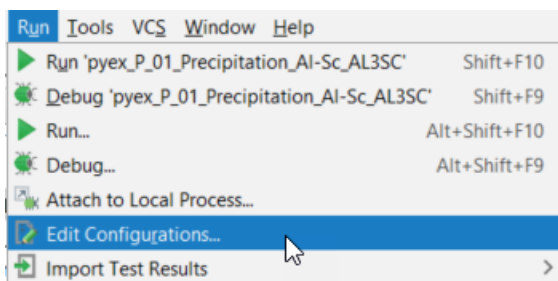 Run Tools VCS Window Help
Run 'pyex_P_01_Precipitation_Al-Sc_AL3SC' Shift+F10
Debug 'pyex_P_01_Precipitation_Al-Sc_AL3SC' Shift+F9
Run... Alt+Shift+F10
Debug... Alt+Shift+F9
Attach to Local Process...
Edit Configurations...
Import Test Results